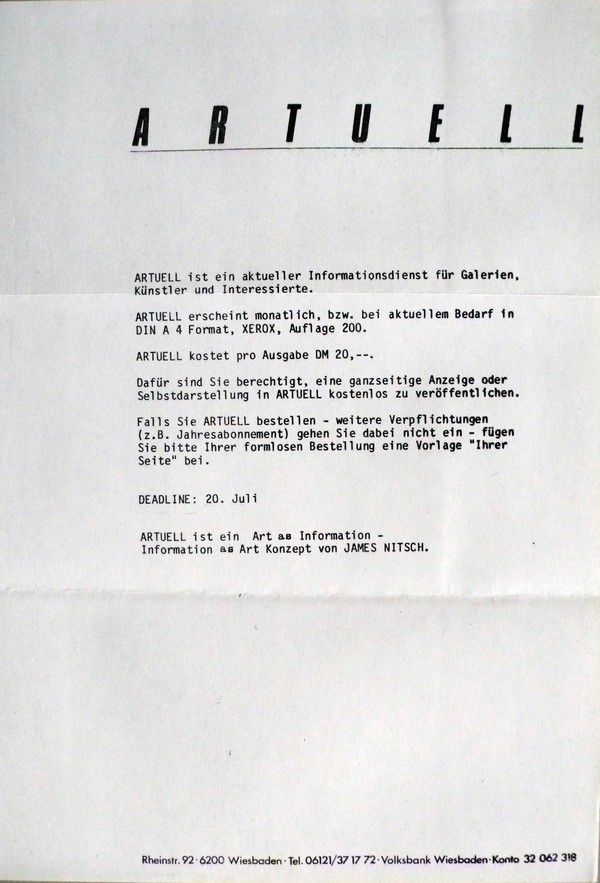 ARTUELL
ARTUELL ist ein aktueller Informationsdienst für Galerien,
Künstler und Interessierte.
ARTUELL erscheint monatlich, bzw. bei aktuellem Bedarf in
DIN A 4 Format, XEROX, Auflage 200.
ARTUELL kostet pro Ausgabe DM 20,--.
Dafür sind Sie berechtigt, eine ganzseitige Anzeige oder
Selbstdarstellung in ARTUELL kostenlos zu veröffentlichen.
Falls Sie ARTUELL bestellen - weitere Verpflichtungen
(z.B. Jahresabonnement) gehen Sie dabei nicht ein - fügen
Sie bitte Ihrer formlosen Bestellung eine Vorlage "Ihrer
Seite" bei.
DEADLINE: 20. Juli
ARTUELL ist ein Art as Information -
Information as Art Konzept von JAMES NITSCH.
Rheinstr. 92·6200 Wiesbaden·Tel. 06121/37 17 72·Volksbank Wiesbaden·Konto 32 062 318